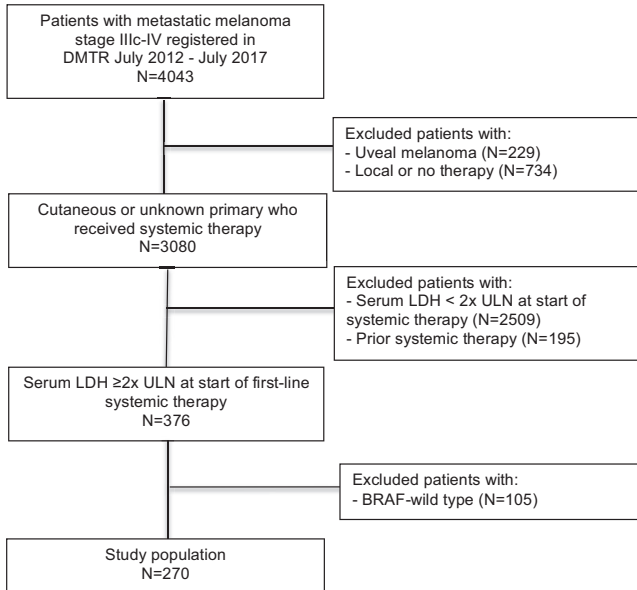 Patients with metastatic melanoma
stage IIIc-IV registered in
DMTR July 2012 - July 2017
N=4043
Excluded patients with:
- Uveal melanoma (N=229)
- Local or no therapy (N=734)
Cutaneous or unknown primary who
received systemic therapy
N=3080
Excluded patients with:
- Serum LDH < 2x ULN at start of
systemic therapy (N=2509)
- Prior systemic therapy (N=195)
Serum LDH ≥2x ULN at start of first-line
systemic therapy
N=376
Excluded patients with:
- BRAF-wild type (N=105)
Study population
N=270